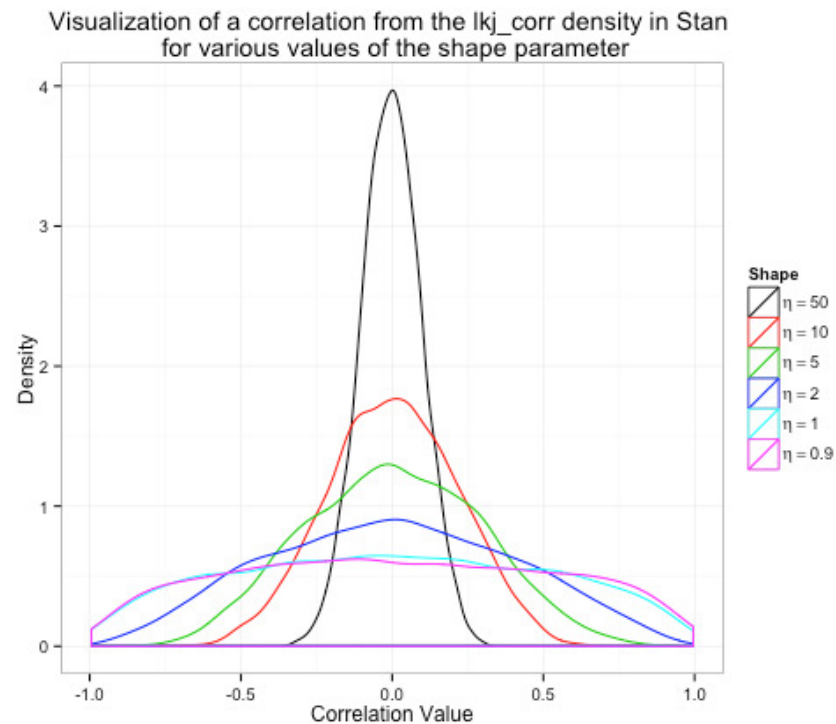 Visualization of a correlation from the lkj_corr density in Stan
for various values of the shape parameter
4
3
2
1
0
Density
-1.0
-0.5
0.0
0.5
1.0
Correlation Value
Shape
η = 50
η = 10
η = 5
η = 2
η = 1
η = 0.9